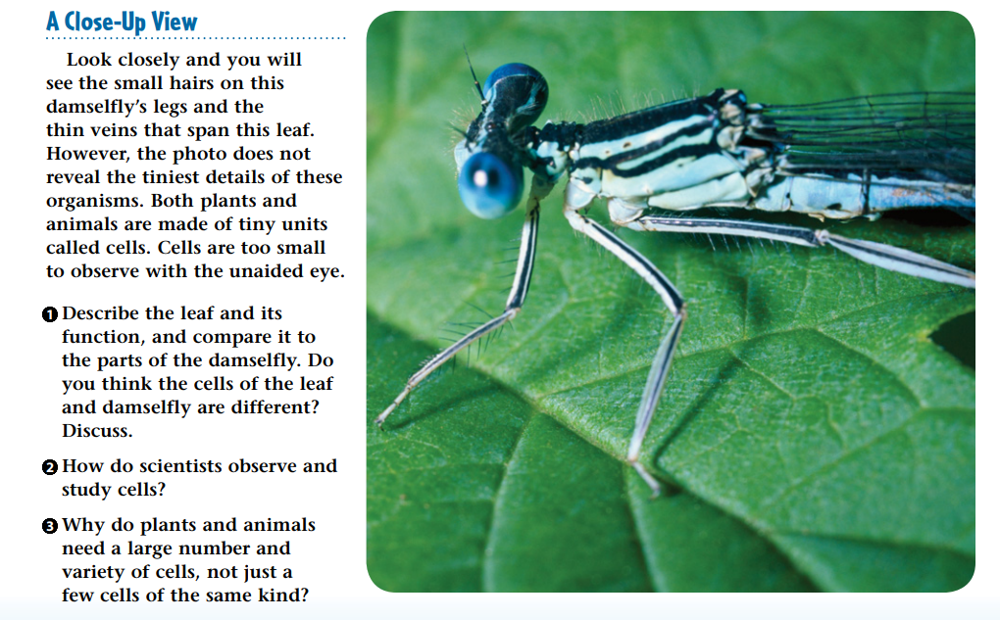 A Close-Up View
Look closely and you will
see the small hairs on this
damselfly's legs and the
thin veins that span this leaf.
However, the photo does not
reveal the tiniest details of these
organisms. Both plants and
animals are made of tiny units
called cells. Cells are too small
to observe with the unaided eye.
1 Describe the leaf and its
function, and compare it to
the parts of the damselfly. Do
you think the cells of the leaf
and damselfly are different?
Discuss.
2 How do scientists observe and
study cells?
3 Why do plants and animals
need a large number and
variety of cells, not just a
few cells of the same kind?